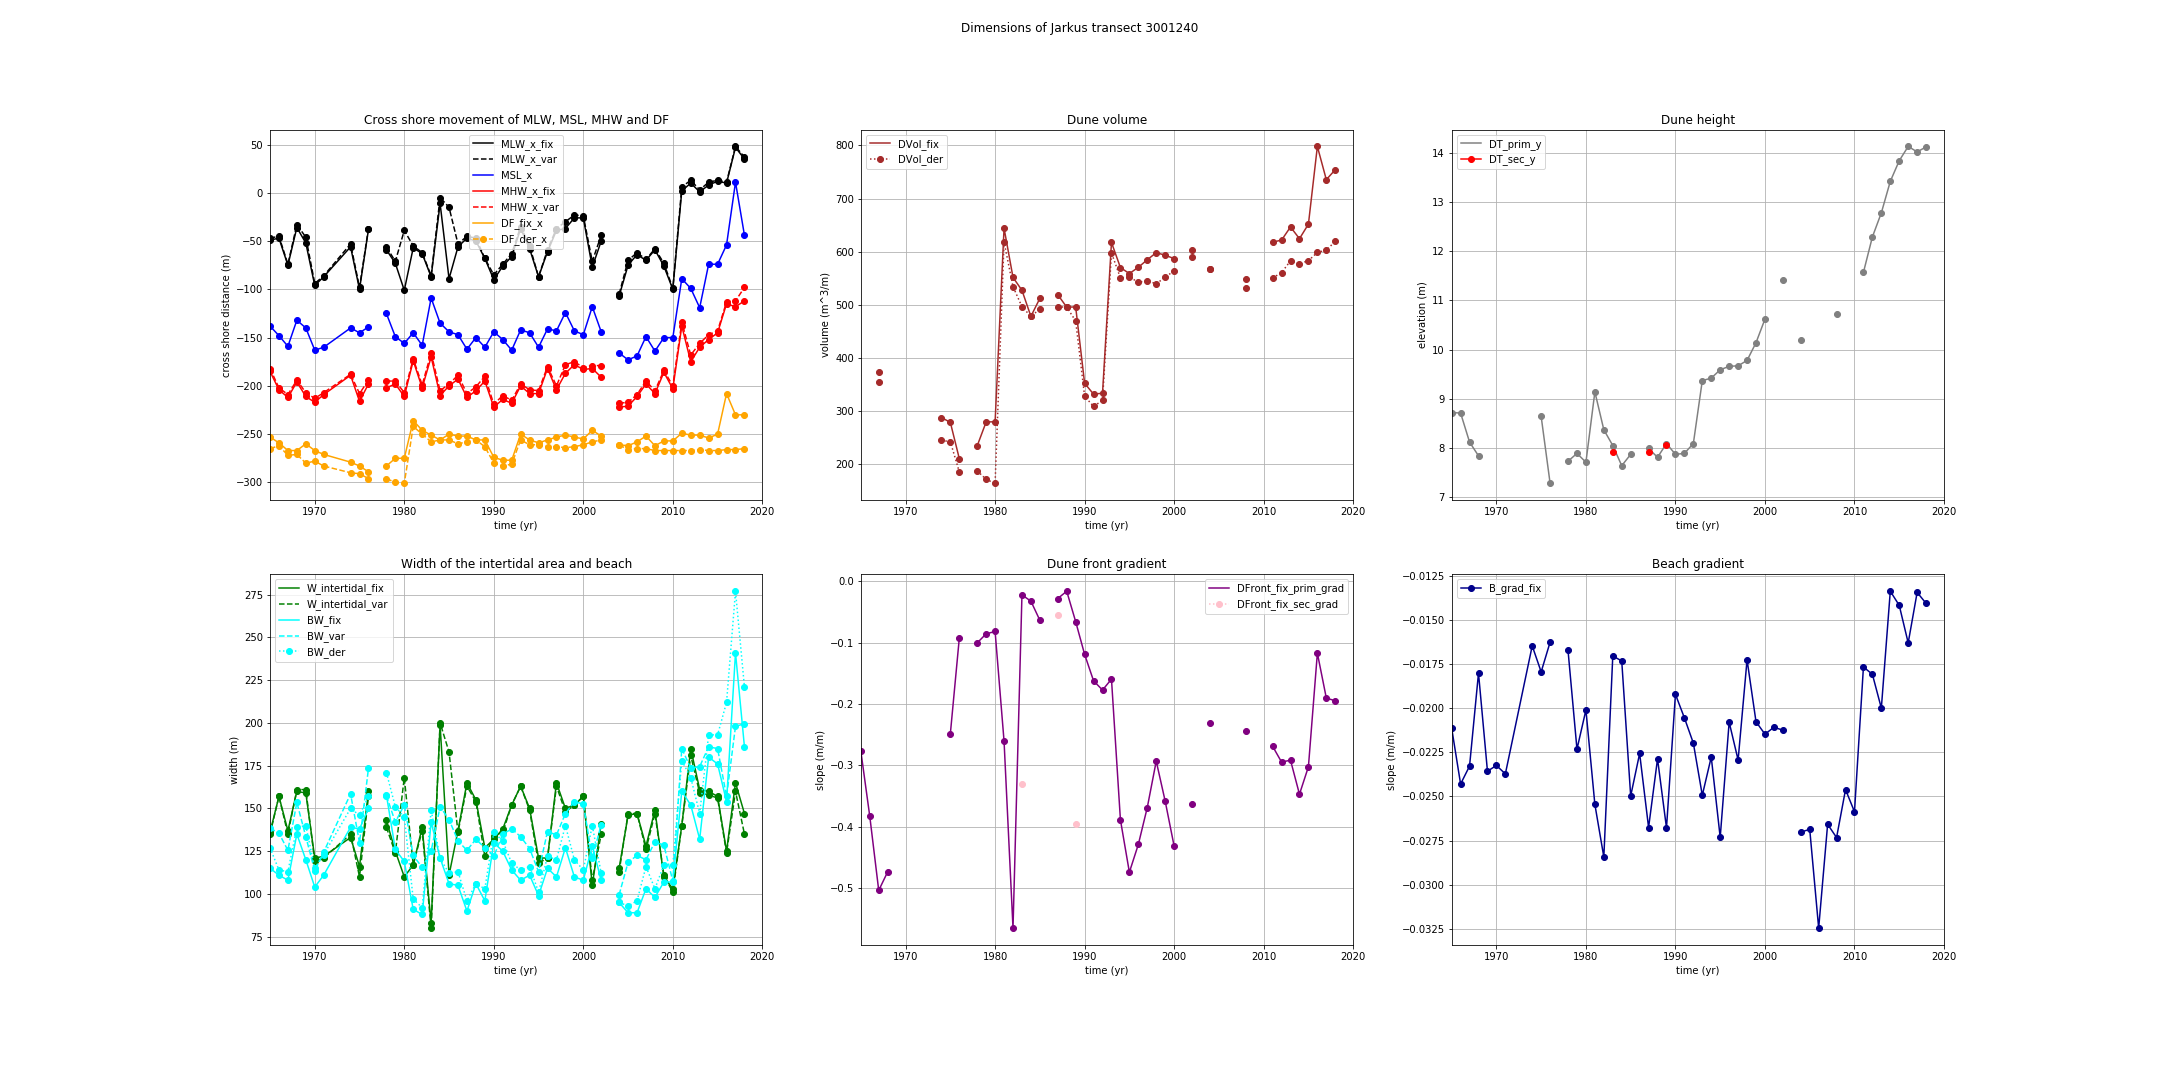 Dimensions of Jarkus transect 3001240
Cross shore movement of MLW, MSL, MHW and DF
cross shore distance (m)
50
0
−50
−100
−150
−200
−250
−300
MLW_x_fix
MLW_x_var
MSL_x
MHW_x_fix
MHW_x_var
DF_fix_x
DF_der_x
1970 1980 1990 2000 2010 2020
time (yr)
Dune volume
volume (m^3/m)
800
700
600
500
400
300
200
DVol_fix
DVol_der
1970 1980 1990 2000 2010 2020
time (yr)
Dune height
elevation (m)
14
13
12
11
10
9
8
7
DT_prim_y
DT_sec_y
1970 1980 1990 2000 2010 2020
time (yr)
Width of the intertidal area and beach
width (m)
275
250
225
200
175
150
125
100
75
W_intertidal_fix
W_intertidal_var
BW_fix
BW_var
BW_der
1970 1980 1990 2000 2010 2020
time (yr)
Dune front gradient
slope (m/m)
0.0
−0.1
−0.2
−0.3
−0.4
−0.5
DFront_fix_prim_grad
DFront_fix_sec_grad
1970 1980 1990 2000 2010 2020
time (yr)
Beach gradient
slope (m/m)
−0.0125
−0.0150
−0.0175
−0.0200
−0.0225
−0.0250
−0.0275
−0.0300
−0.0325
B_grad_fix
1970 1980 1990 2000 2010 2020
time (yr)